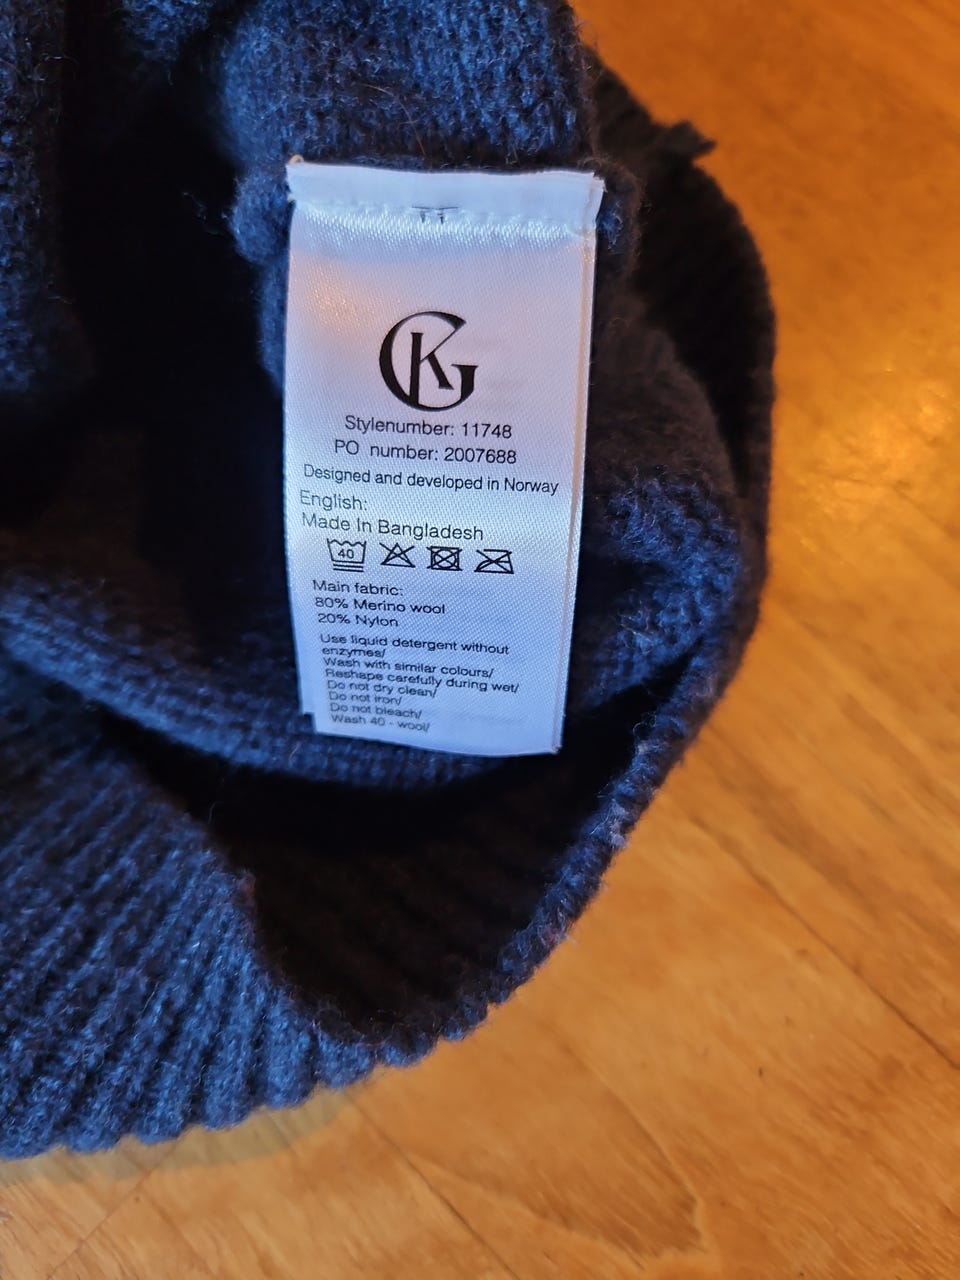 GK
Stylenumber: 11748
PO number: 2007688
Designed and developed in Norway
English:
Made In Bangladesh
40
Main fabric:
80% Merino wool
20% Nylon
Use liquid detergent without
enzymes/
Wash with similar colours/
Reshape carefully during wet/
Do not dry clean/
Do not iron/
Do not bleach/
Wash 40 - wool/